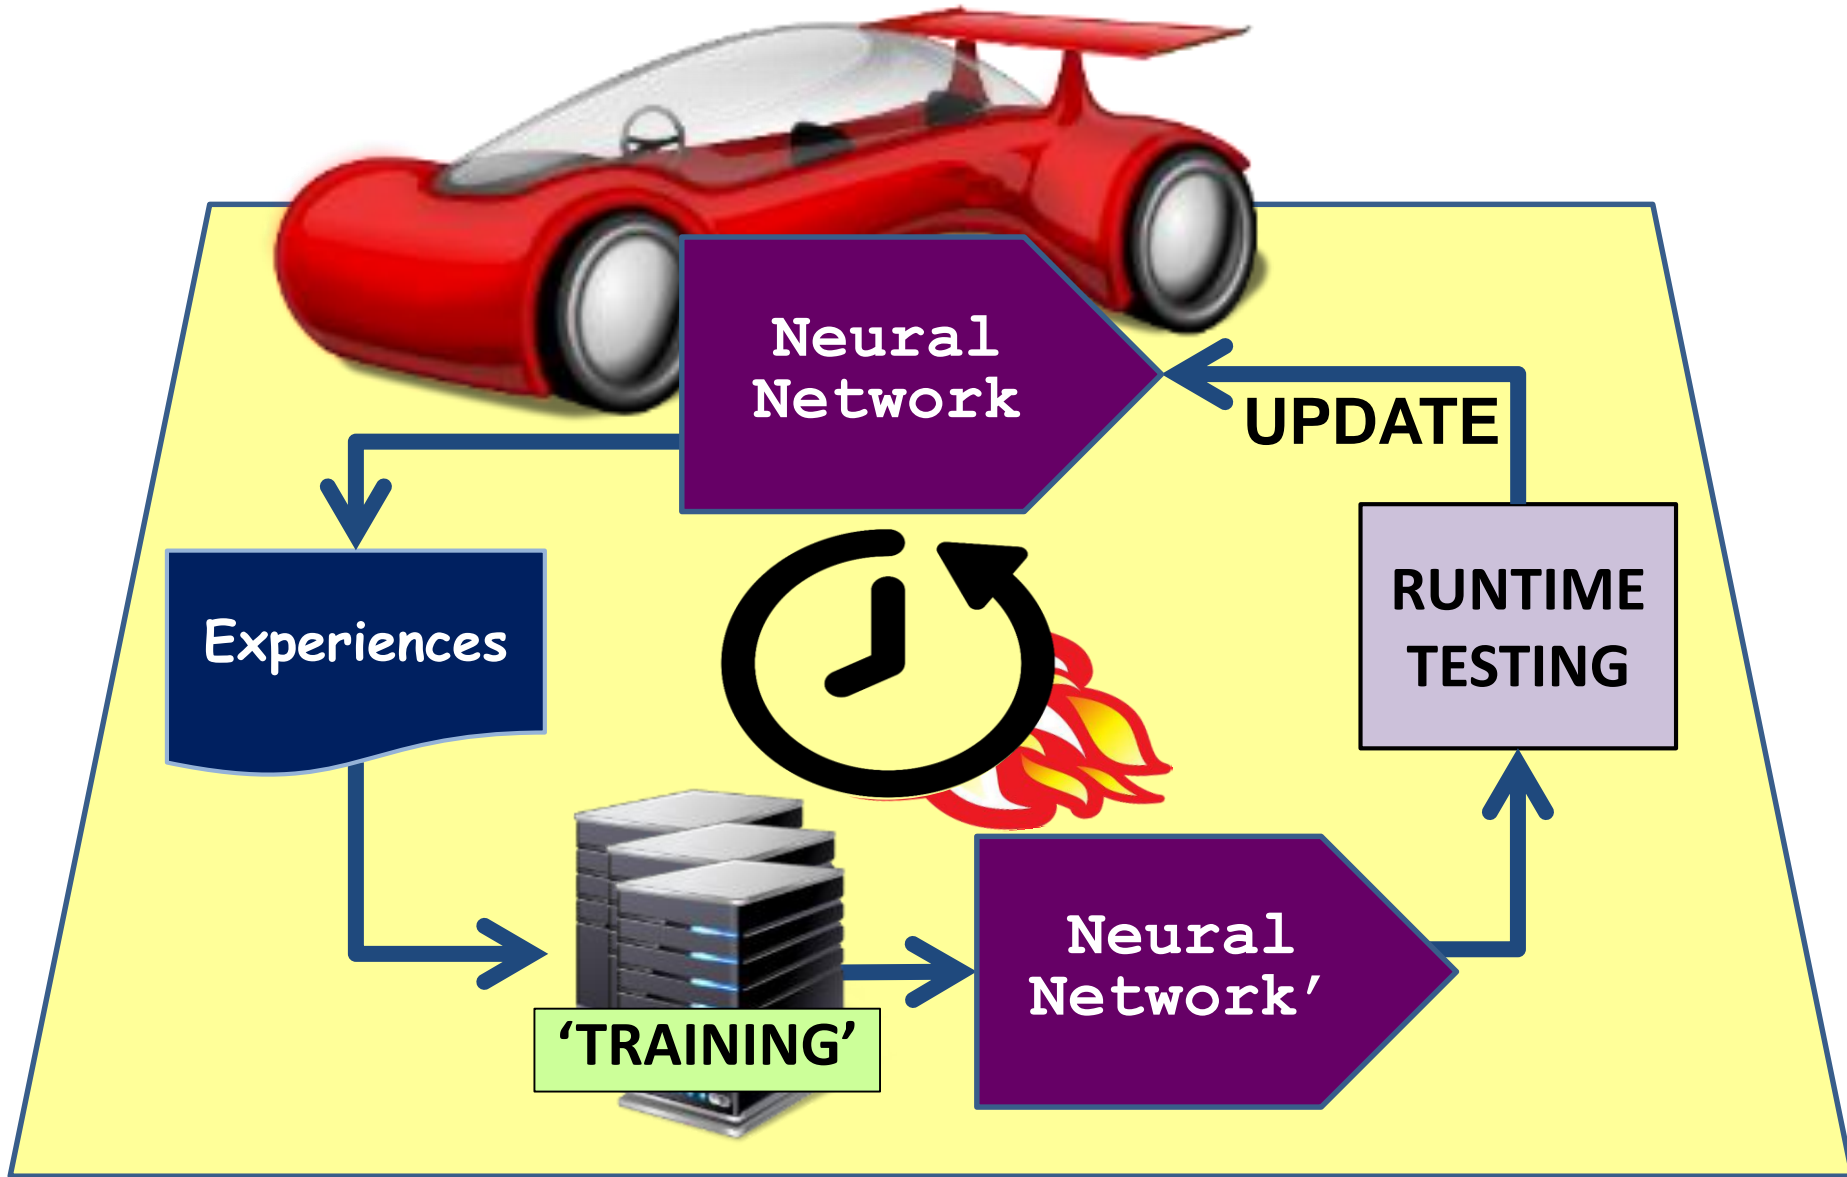 Neural
Network
UPDATE
Experiences
RUNTIME
TESTING
Neural
Network’
‘TRAINING’